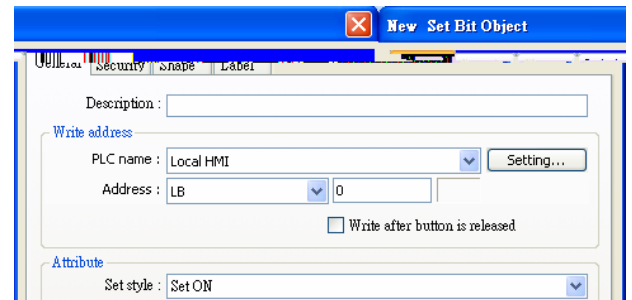 New Set Bit Object
General Security Shape Label
Description :
Write address
PLC name : Local HMI Setting...
Address : LB 0
Write after button is released
Attribute
Set style : Set ON